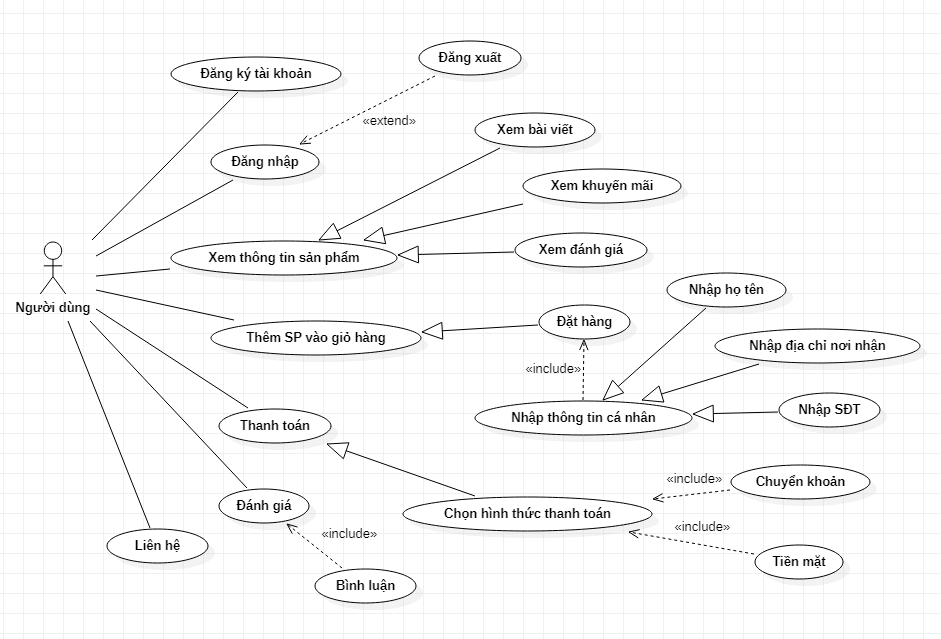 Đăng xuất
Đăng ký tài khoản
«extend»
Xem bài viết
Đăng nhập
Xem khuyến mãi
Xem thông tin sản phẩm
Xem đánh giá
Người dùng
Nhập họ tên
Thêm SP vào giỏ hàng
Đặt hàng
Nhập địa chỉ nơi nhận
«include»
Nhập SĐT
Nhập thông tin cá nhân
Thanh toán
«include»
Chuyển khoản
Đánh giá
Chọn hình thức thanh toán
«include»
«include»
Liên hệ
Tiền mặt
Bình luận